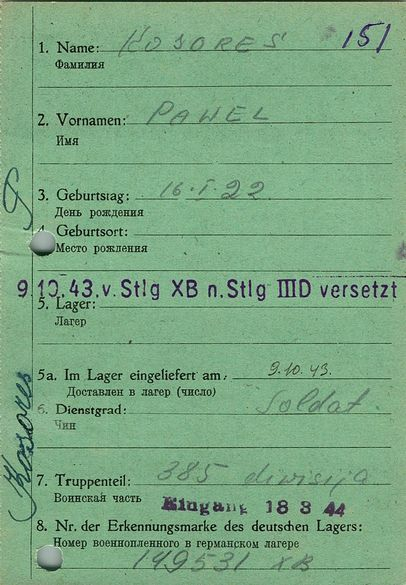 151
1. Name: KOSORES
Фамилия
2. Vornamen: PAWEL
Имя
3. Geburtstag: 16.I.22
День рождения
4. Geburtsort:
Место рождения
9.10.43.v.Stlg XB n.Stlg IIID versetzt
5. Lager:
Лагер
5a. Im Lager eingeliefert am: 9.10.43.
Доставлен в лагер (число)
6. Dienstgrad: Soldat.
Чин
7. Truppenteil: 385 divisija
Воинская часть
Eingang 18 3 44
8. Nr. der Erkennungsmarke des deutschen Lagers:
Номер военнопленного в германском лагере
149531 XB